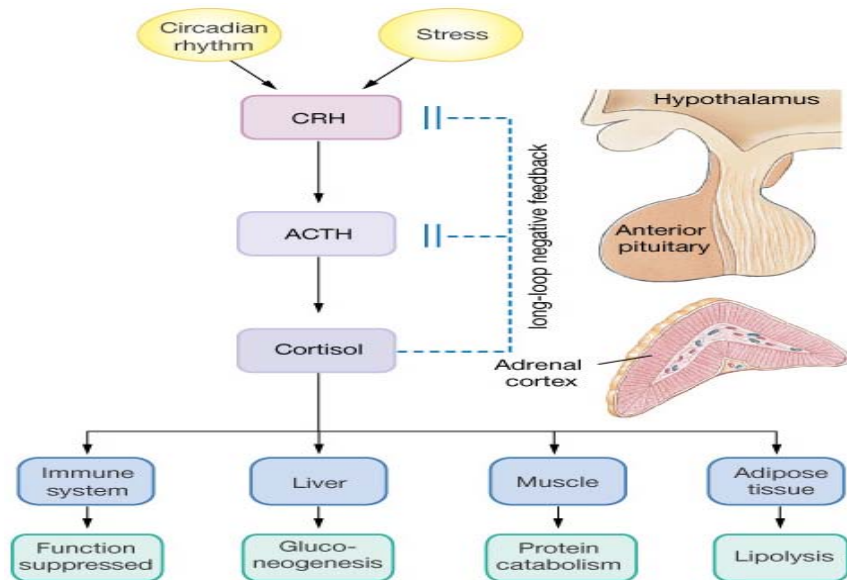 Circadian
rhythm
Stress
CRH
ACTH
Cortisol
long-loop negative feedback
Hypothalamus
Anterior
pituitary
Adrenal
cortex
Immune
system
Liver
Muscle
Adipose
tissue
Function
suppressed
Gluco-
neogenesis
Protein
catabolism
Lipolysis